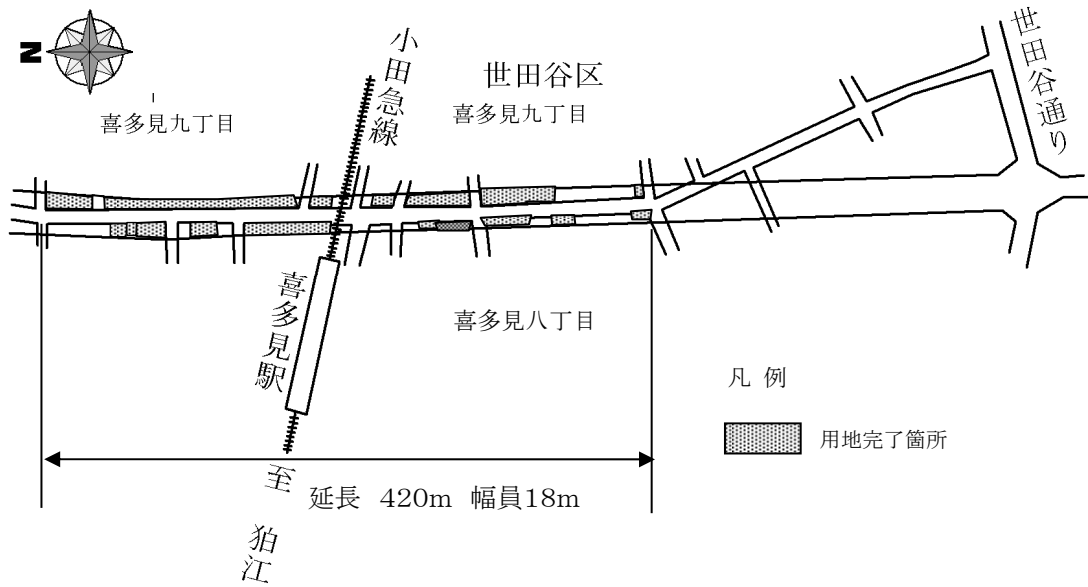 N
小田急線
世田谷区
世田谷通り
喜多見九丁目
喜多見九丁目
喜多見駅
喜多見八丁目
凡 例
用地完了箇所
延長 420m 幅員18m
至 狛江